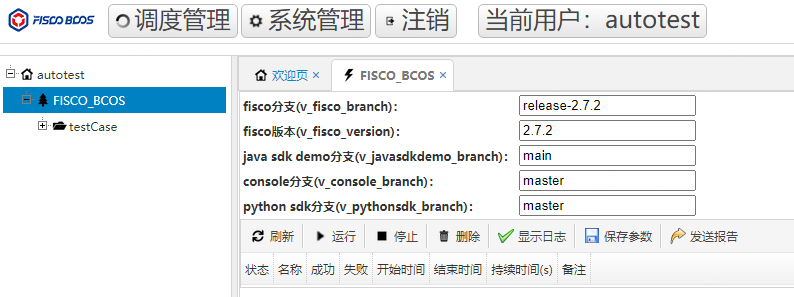 FISCO BCOS 调度管理 系统管理 注销 当前用户：autotest
autotest
FISCO_BCOS
testCase
欢迎页 × FISCO_BCOS ×
fisco分支(v_fisco_branch)： release-2.7.2
fisco版本(v_fisco_version)： 2.7.2
java sdk demo分支(v_javasdkdemo_branch)： main
console分支(v_console_branch)： master
python sdk分支(v_pythonsdk_branch)： master
刷新 运行 停止 删除 显示日志 保存参数 发送报告
状态 名称 成功 失败 开始时间 结束时间 持续时间(s) 备注